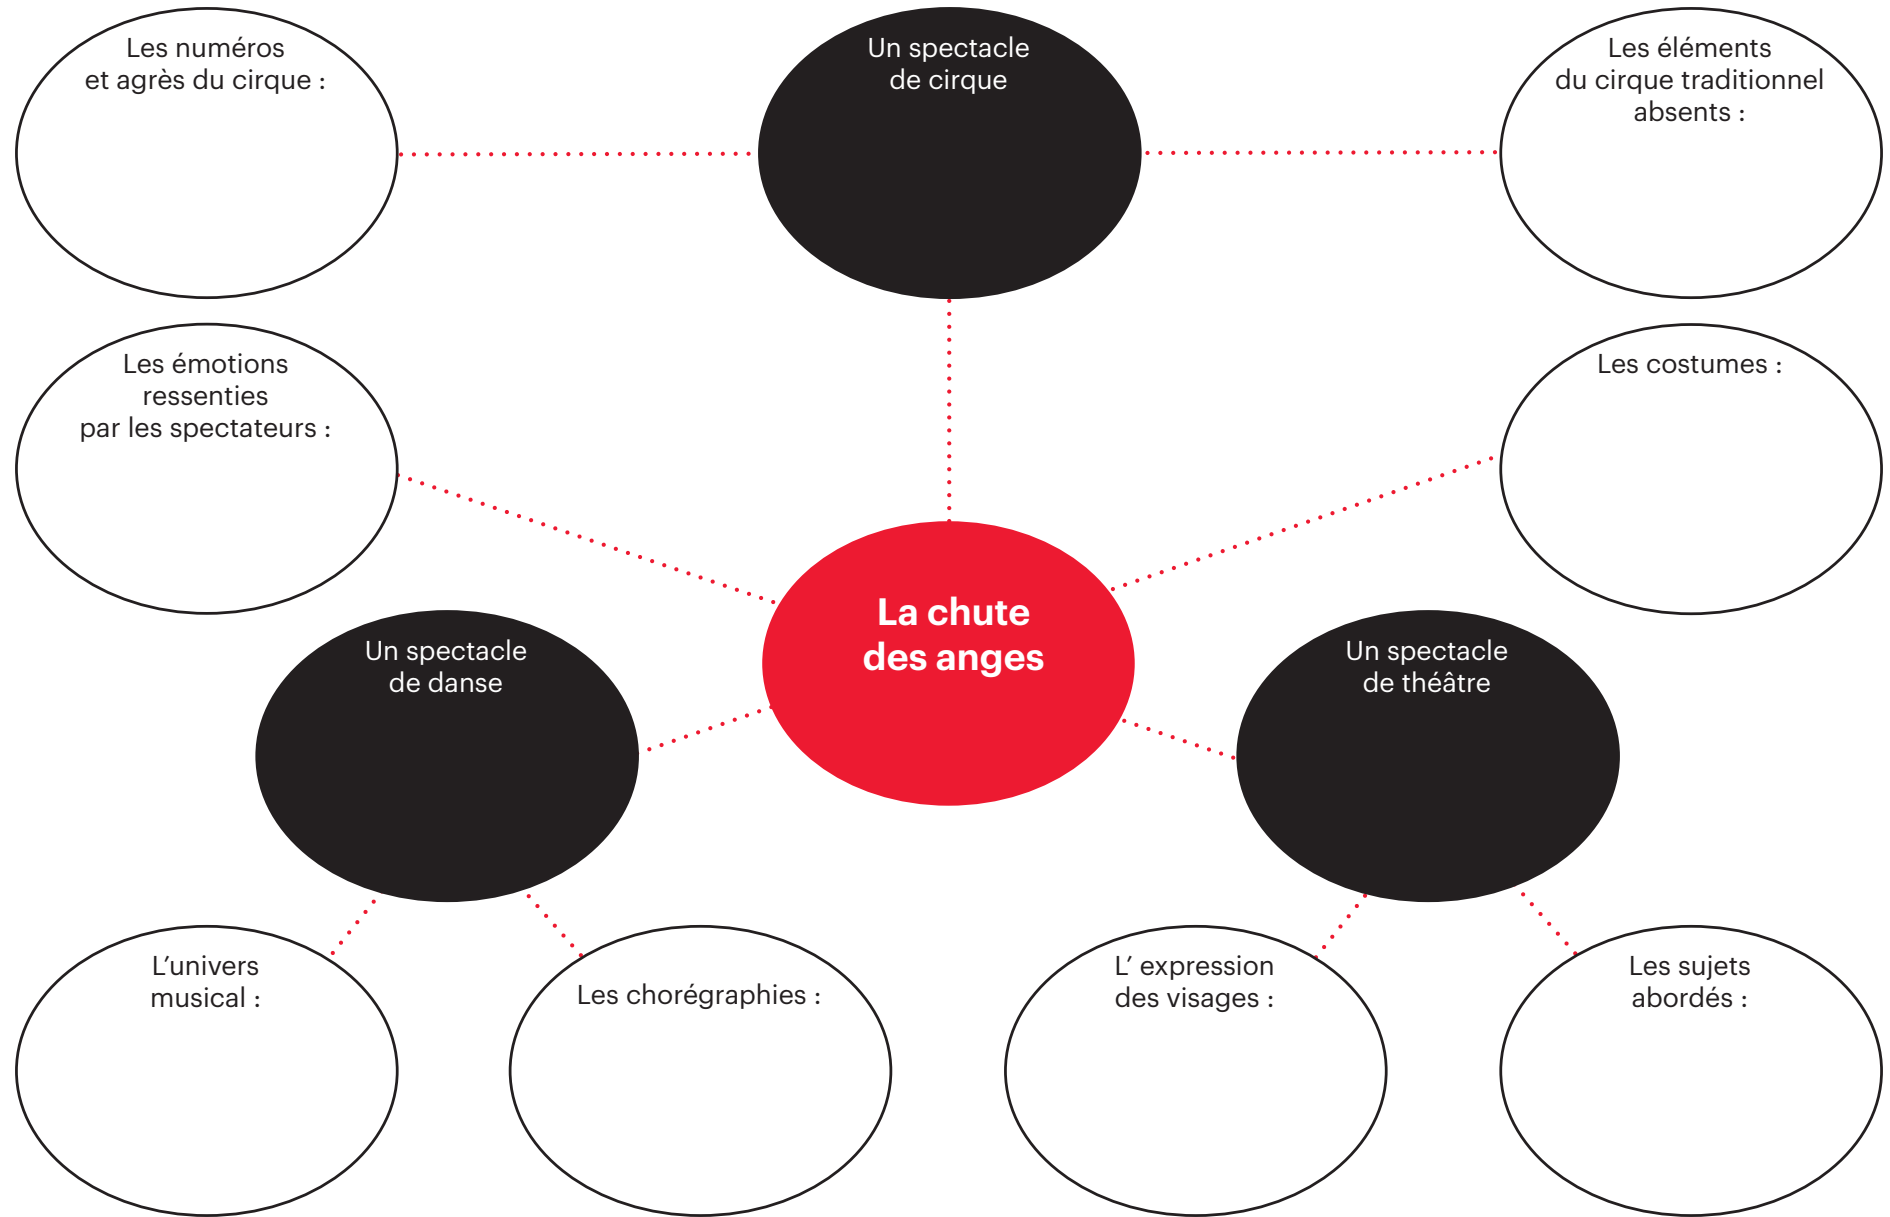 Les numéros
et agrès du cirque :
Un spectacle
de cirque
Les éléments
du cirque traditionnel
absents :
Les émotions
ressenties
par les spectateurs :
Les costumes :
La chute
des anges
Un spectacle
de danse
Un spectacle
de théâtre
L’univers
musical :
Les chorégraphies :
L’ expression
des visages :
Les sujets
abordés :